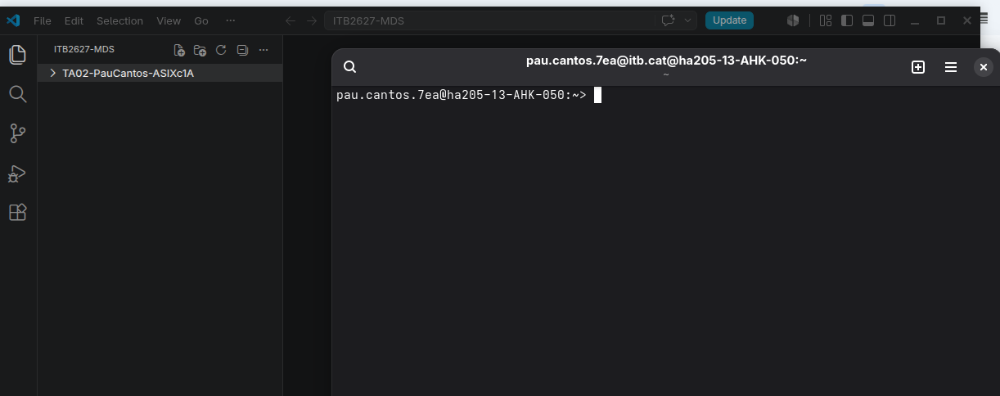 File Edit Selection View Go ···
ITB2627-MDS
Update
ITB2627-MDS
TA02-PauCantos-ASIXc1A
pau.cantos.7ea@itb.cat@ha205-13-AHK-050:~
~
pau.cantos.7ea@ha205-13-AHK-050:~>